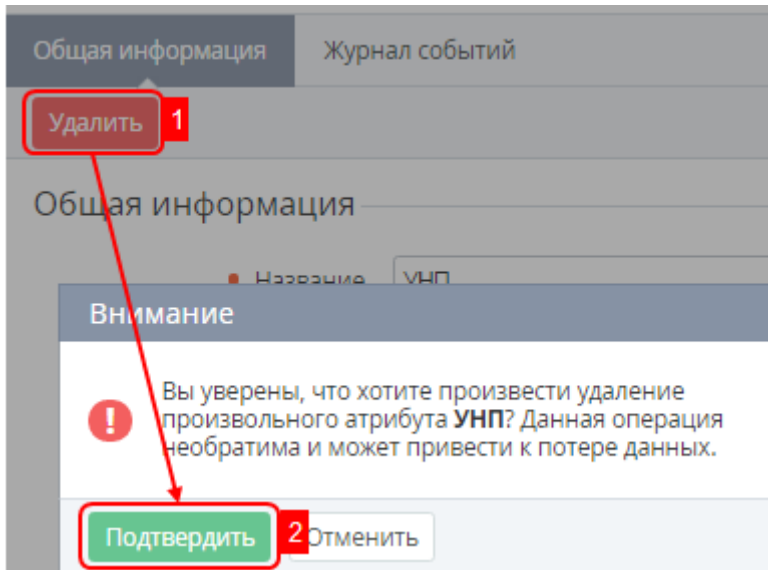 Общая информация Журнал событий
Удалить 1
Общая информация
Название УНП
Внимание
Вы уверены, что хотите произвести удаление
произвольного атрибута УНП? Данная операция
необратима и может привести к потере данных.
Подтвердить 2 Отменить